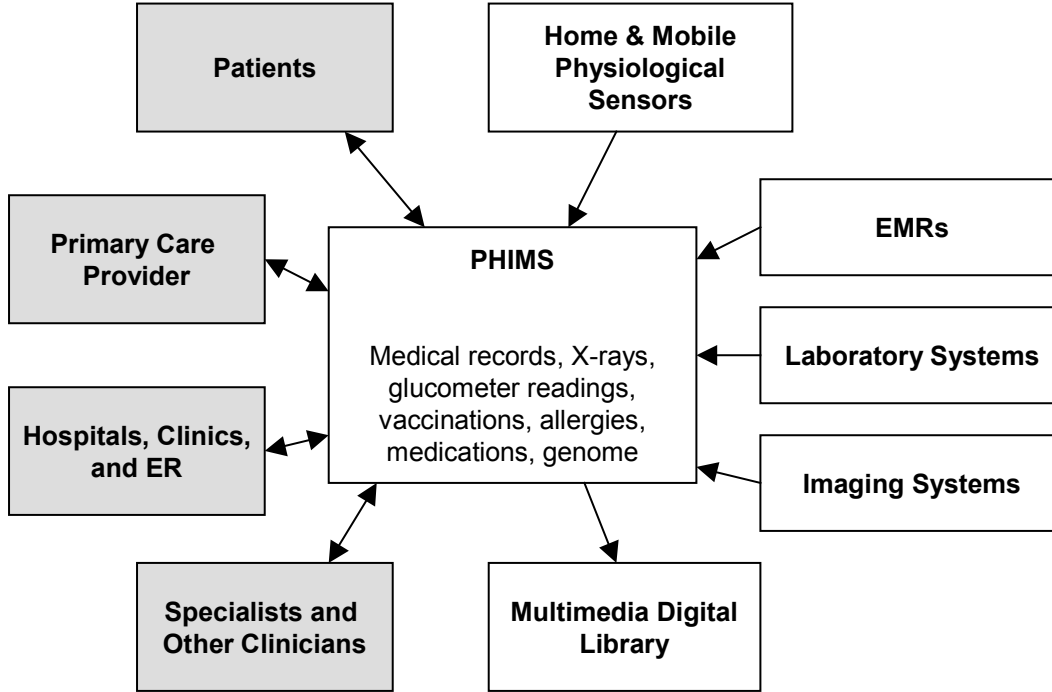 Patients
Home & Mobile
Physiological
Sensors
Primary Care
Provider
EMRs
PHIMS
Medical records, X-rays,
glucometer readings,
vaccinations, allergies,
medications, genome
Laboratory Systems
Hospitals, Clinics,
and ER
Imaging Systems
Specialists and
Other Clinicians
Multimedia Digital
Library